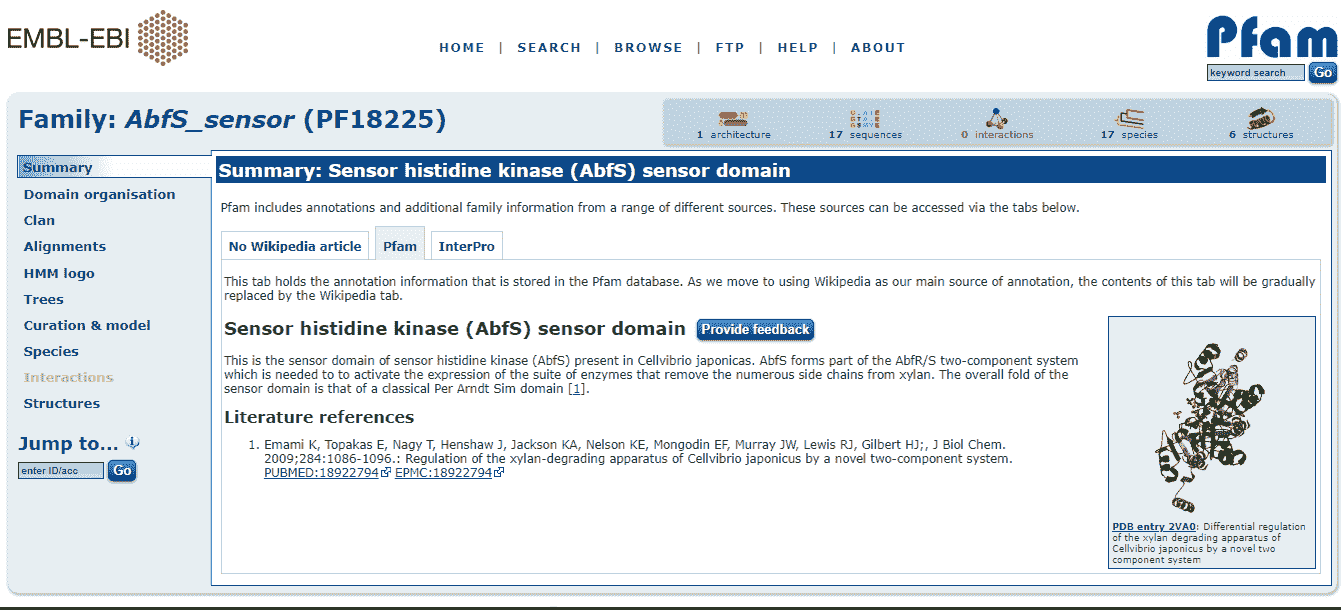 EMBL-EBI
HOME | SEARCH | BROWSE | FTP | HELP | ABOUT
Pfam
keyword search Go
Family: AbfS_sensor (PF18225)
1 architecture 17 sequences 0 interactions 17 species 6 structures
Summary
Domain organisation
Clan
Alignments
HMM logo
Trees
Curation & model
Species
Interactions
Structures
Jump to...
enter ID/acc Go
Summary: Sensor histidine kinase (AbfS) sensor domain
Pfam includes annotations and additional family information from a range of different sources. These sources can be accessed via the tabs below.
No Wikipedia article Pfam InterPro
This tab holds the annotation information that is stored in the Pfam database. As we move to using Wikipedia as our main source of annotation, the contents of this tab will be gradually
replaced by the Wikipedia tab.
Sensor histidine kinase (AbfS) sensor domain Provide feedback
This is the sensor domain of sensor histidine kinase (AbfS) present in Cellvibrio japonicas. AbfS forms part of the AbfR/S two-component system
which is needed to to activate the expression of the suite of enzymes that remove the numerous side chains from xylan. The overall fold of the
sensor domain is that of a classical Per Arndt Sim domain [1].
Literature references
1. Emami K, Topakas E, Nagy T, Henshaw J, Jackson KA, Nelson KE, Mongodin EF, Murray JW, Lewis RJ, Gilbert HJ;, J Biol Chem.
2009;284:1086-1096.: Regulation of the xylan-degrading apparatus of Cellvibrio japonicus by a novel two-component system.
PUBMED:18922794 EPMC:18922794
PDB entry 2VA0: Differential regulation
of the xylan degrading apparatus of
Cellvibrio japonicus by a novel two
component system